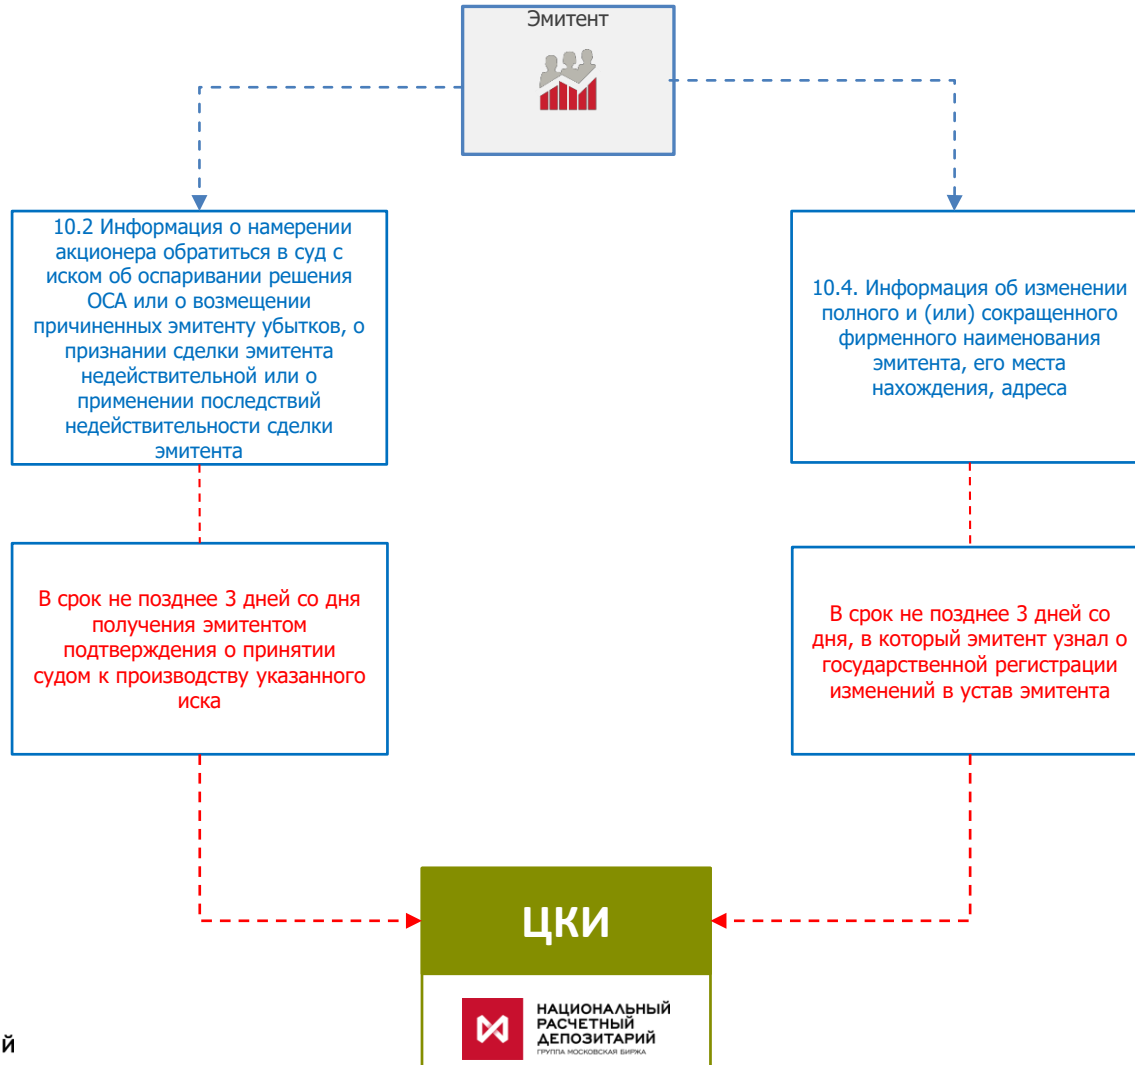 Эмитент
10.2 Информация о намерении
акционера обратиться в суд с
иском об оспаривании решения
ОСА или о возмещении
причиненных эмитенту убытков, о
признании сделки эмитента
недействительной или о
применении последствий
недействительности сделки
эмитента
10.4. Информация об изменении
полного и (или) сокращенного
фирменного наименования
эмитента, его места
нахождения, адреса
В срок не позднее 3 дней со дня
получения эмитентом
подтверждения о принятии
судом к производству указанного
иска
В срок не позднее 3 дней со
дня, в который эмитент узнал о
государственной регистрации
изменений в устав эмитента
ЦКИ
НАЦИОНАЛЬНЫЙ
РАСЧЕТНЫЙ
ДЕПОЗИТАРИЙ
ГРУППА МОСКОВСКАЯ БИРЖА
й